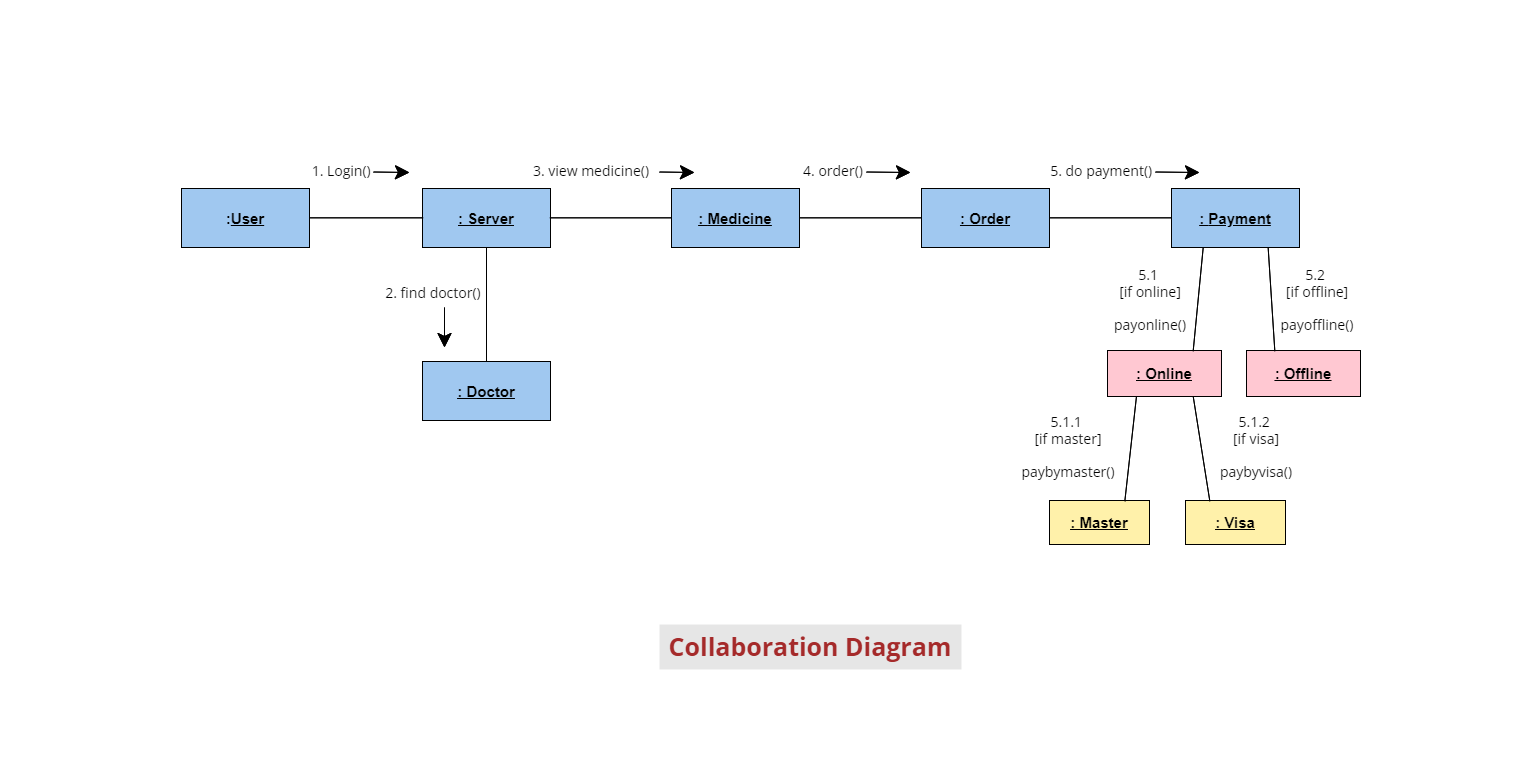 1. Login()
3. view medicine()
4. order()
5. do payment()
:User
: Server
: Medicine
: Order
: Payment
2. find doctor()
5.1
[if online]
payonline()
5.2
[if offline]
payoffline()
: Doctor
: Online
: Offline
5.1.1
[if master]
paybymaster()
5.1.2
[if visa]
paybyvisa()
: Master
: Visa
Collaboration Diagram